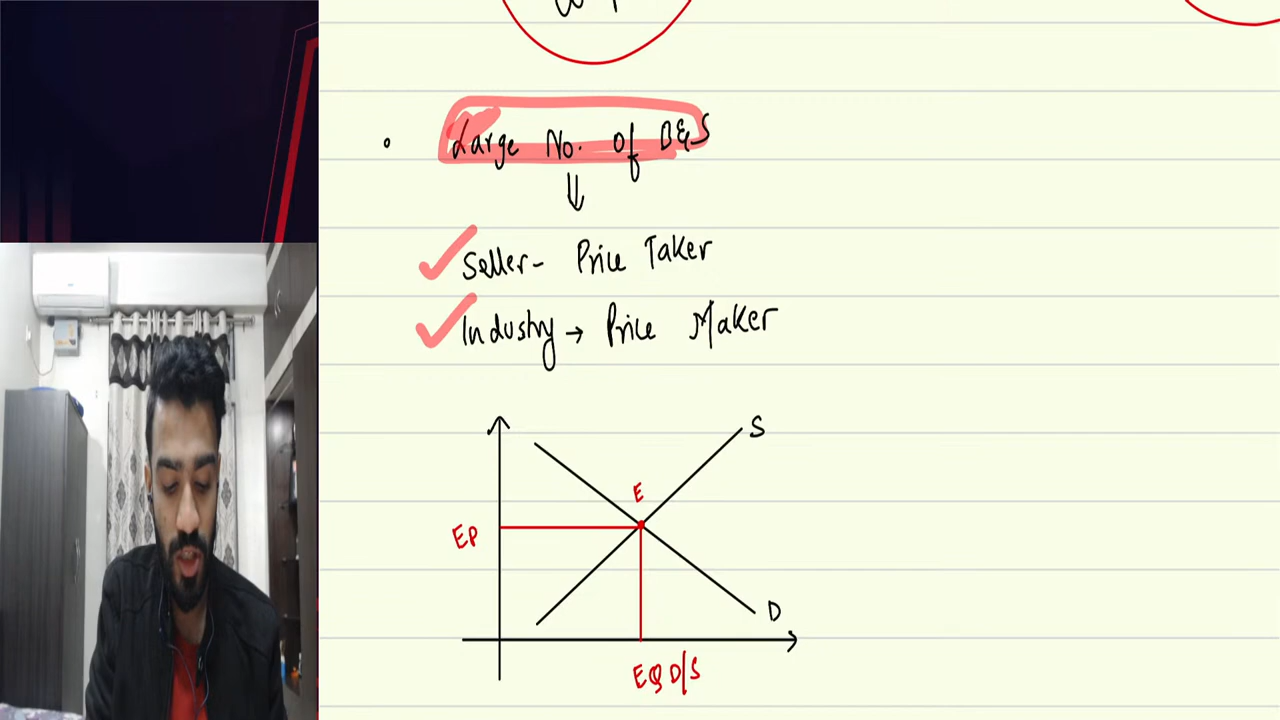 • Large No. Of B&S
⇓
Seller- Price Taker
Industry → Price Maker
S
E
EP
D
EQ D/S